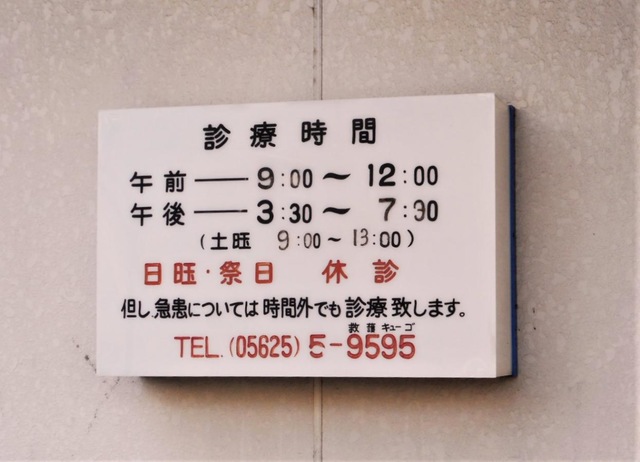 診療時間
午前 ― 9:00 ～ 12:00
午後 ― 3:30 ～ 7:30
(土旺 9:00 ～ 13:00)
日旺・祭日 休診
但し、急患については時間外でも診療致します。
救護キューゴ
TEL.(05625) 5-9595